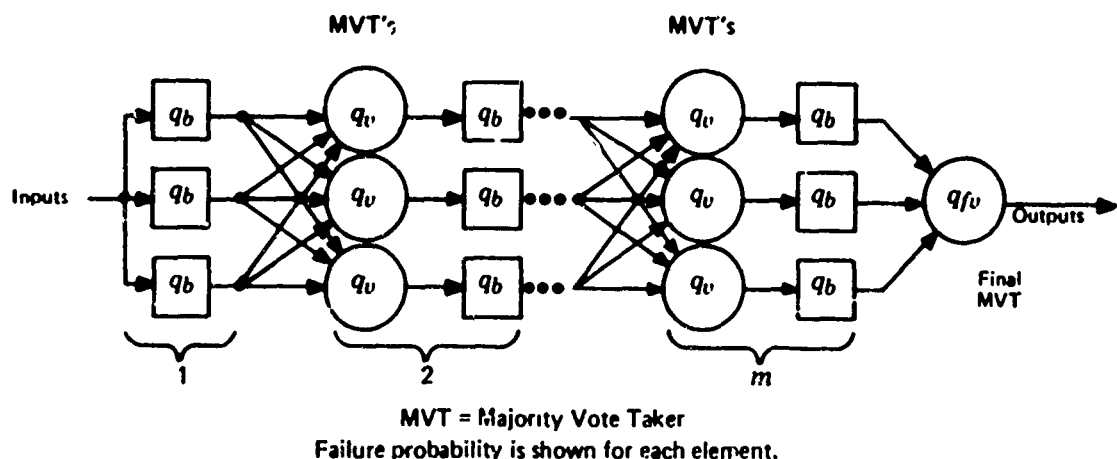 MVT's MVT's
q_b q_v q_b q_v q_b
Inputs q_b q_v q_b q_v q_b q_fv Outputs
q_b q_v q_b q_v q_b
Final
MVT
1 2 m
MVT = Majority Vote Taker
Failure probability is shown for each element.